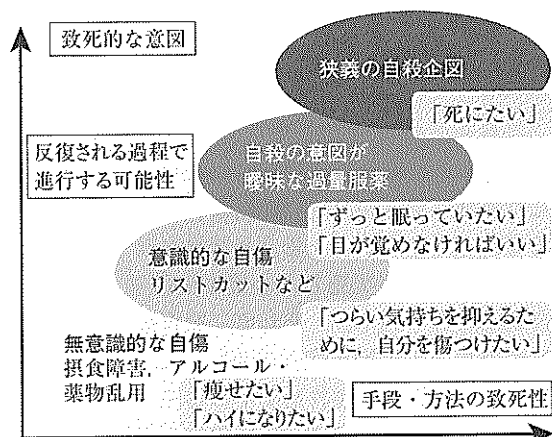 致死的な意図
狭義の自殺企図
「死にたい」
反復される過程で
進行する可能性
自殺の意図が
曖昧な過量服薬
「ずっと眠っていたい」
「目が覚めなければいい」
意識的な自傷
リストカットなど
「つらい気持ちを抑えるた
めに，自分を傷つけたい」
無意識的な自傷
摂食障害，アルコール・
薬物乱用
「痩せたい」
「ハイになりたい」
手段・方法の致死性